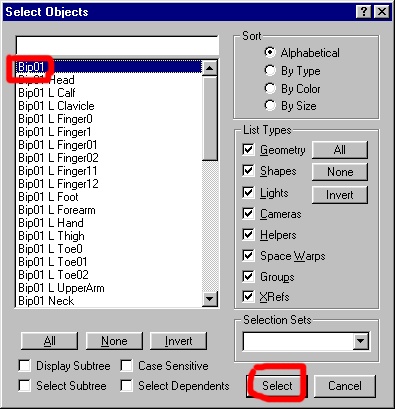 Select Objects
Sort
Alphabetical
By Type
By Color
By Size
Bip01
Bip01 Head
Bip01 L Calf
Bip01 L Clavicle
Bip01 L Finger0
Bip01 L Finger1
Bip01 L Finger01
Bip01 L Finger02
Bip01 L Finger11
Bip01 L Finger12
Bip01 L Foot
Bip01 L Forearm
Bip01 L Hand
Bip01 L Thigh
Bip01 L Toe0
Bip01 L Toe01
Bip01 L Toe02
Bip01 L UpperArm
Bip01 Neck
List Types
Geometry All
Shapes None
Lights Invert
Cameras
Helpers
Space Warps
Groups
XRefs
Selection Sets
All None Invert
Display Subtree Case Sensitive
Select Subtree Select Dependents
Select Cancel